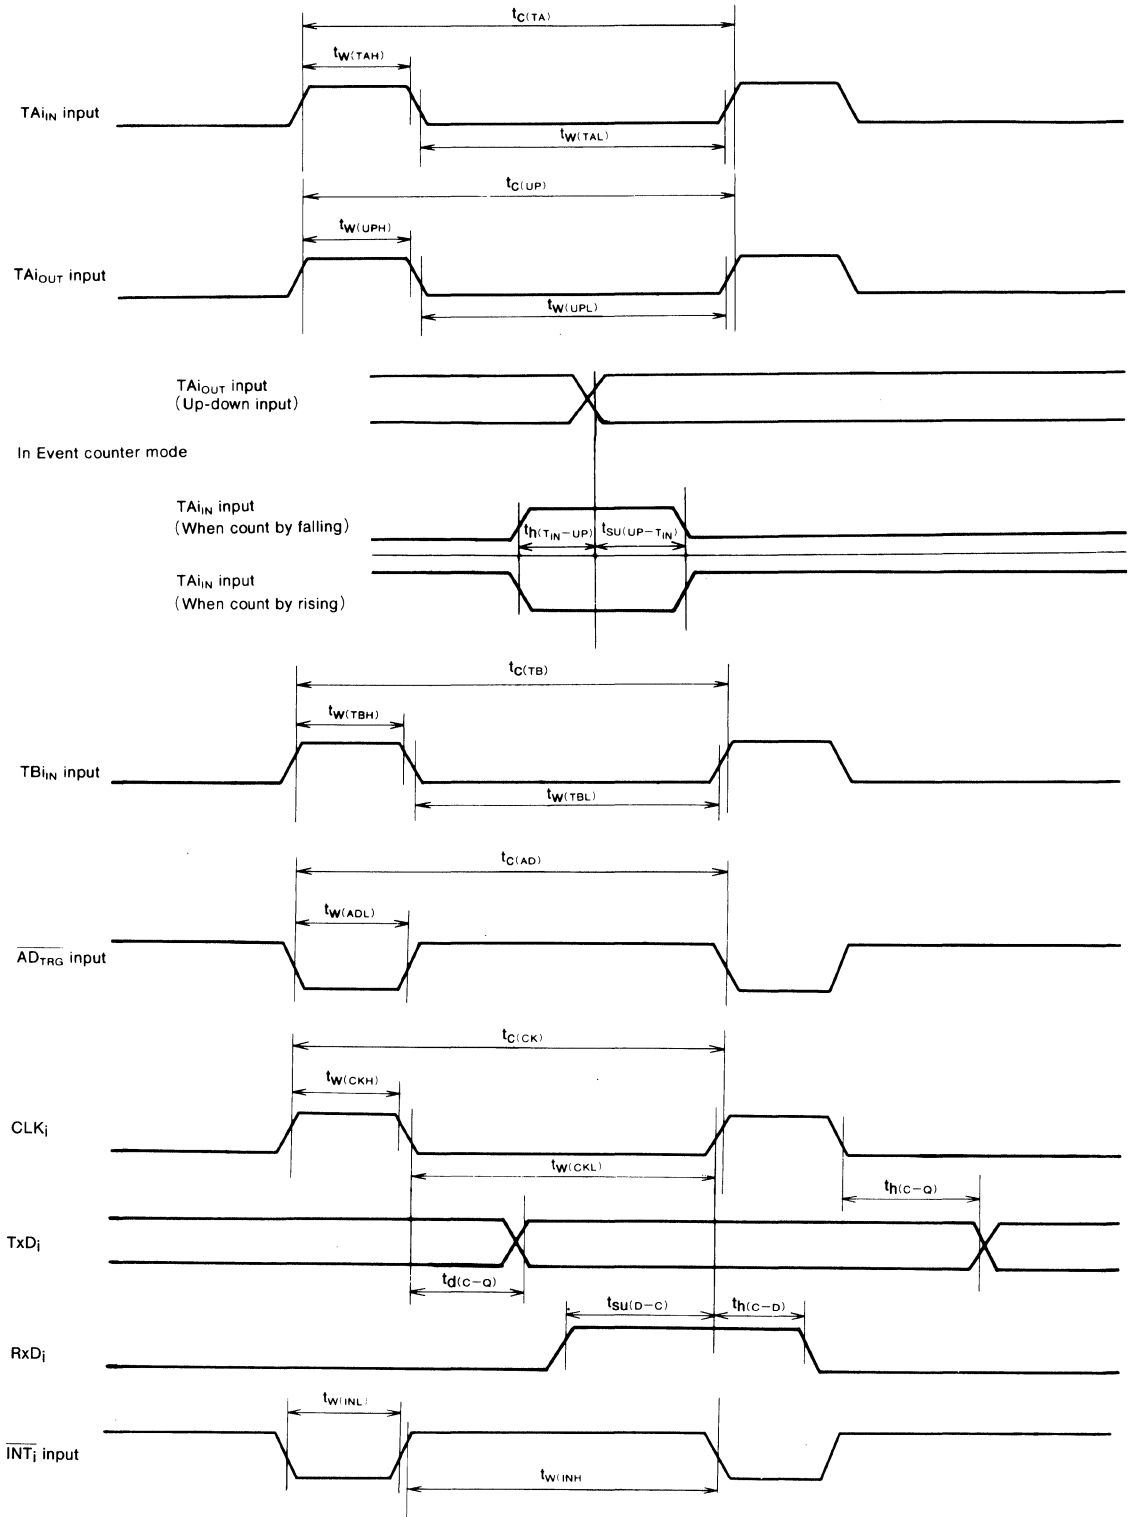 tC(TA)
tW(TAH)
TAiIN input
tW(TAL)
tC(UP)
tW(UPH)
TAiOUT input
tW(UPL)
TAiOUT input
(Up-down input)
In Event counter mode
TAiIN input
(When count by falling)
th(TIN−UP) tSU(UP−TIN)
TAiIN input
(When count by rising)
tC(TB)
tW(TBH)
TBiIN input
tW(TBL)
tC(AD)
tW(ADL)
ADTRG input
tC(CK)
tW(CKH)
CLKi
tW(CKL)
th(C−Q)
TxDi
td(C−Q)
tsu(D−C) th(C−D)
RxDi
tW(INL)
INTi input
tW(INH